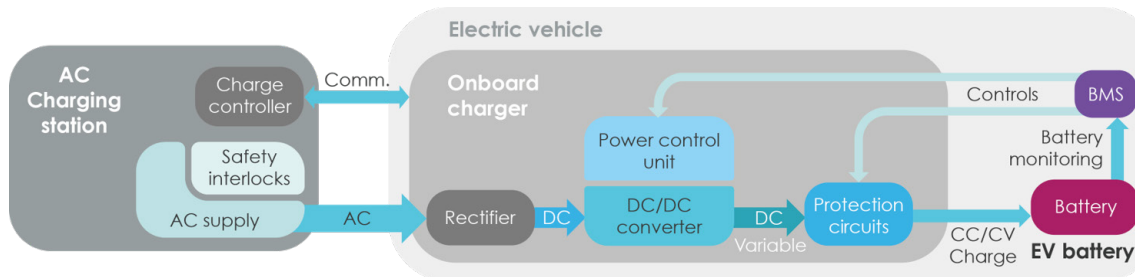 Electric vehicle
AC
Charging
station
Charge
controller
Comm.
Onboard
charger
Controls
BMS
Power control
unit
Battery
monitoring
Safety
interlocks
AC supply
AC
Rectifier
DC
DC/DC
converter
DC
Variable
Protection
circuits
CC/CV
Charge
Battery
EV battery